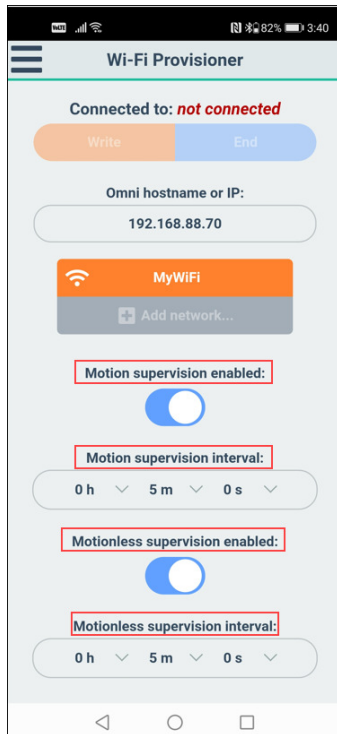 VoLTE 82% 3:40
Wi-Fi Provisioner
Connected to: not connected
Write End
Omni hostname or IP:
192.168.88.70
MyWiFi
Add network...
Motion supervision enabled:
Motion supervision interval:
0 h 5 m 0 s
Motionless supervision enabled:
Motionless supervision interval:
0 h 5 m 0 s